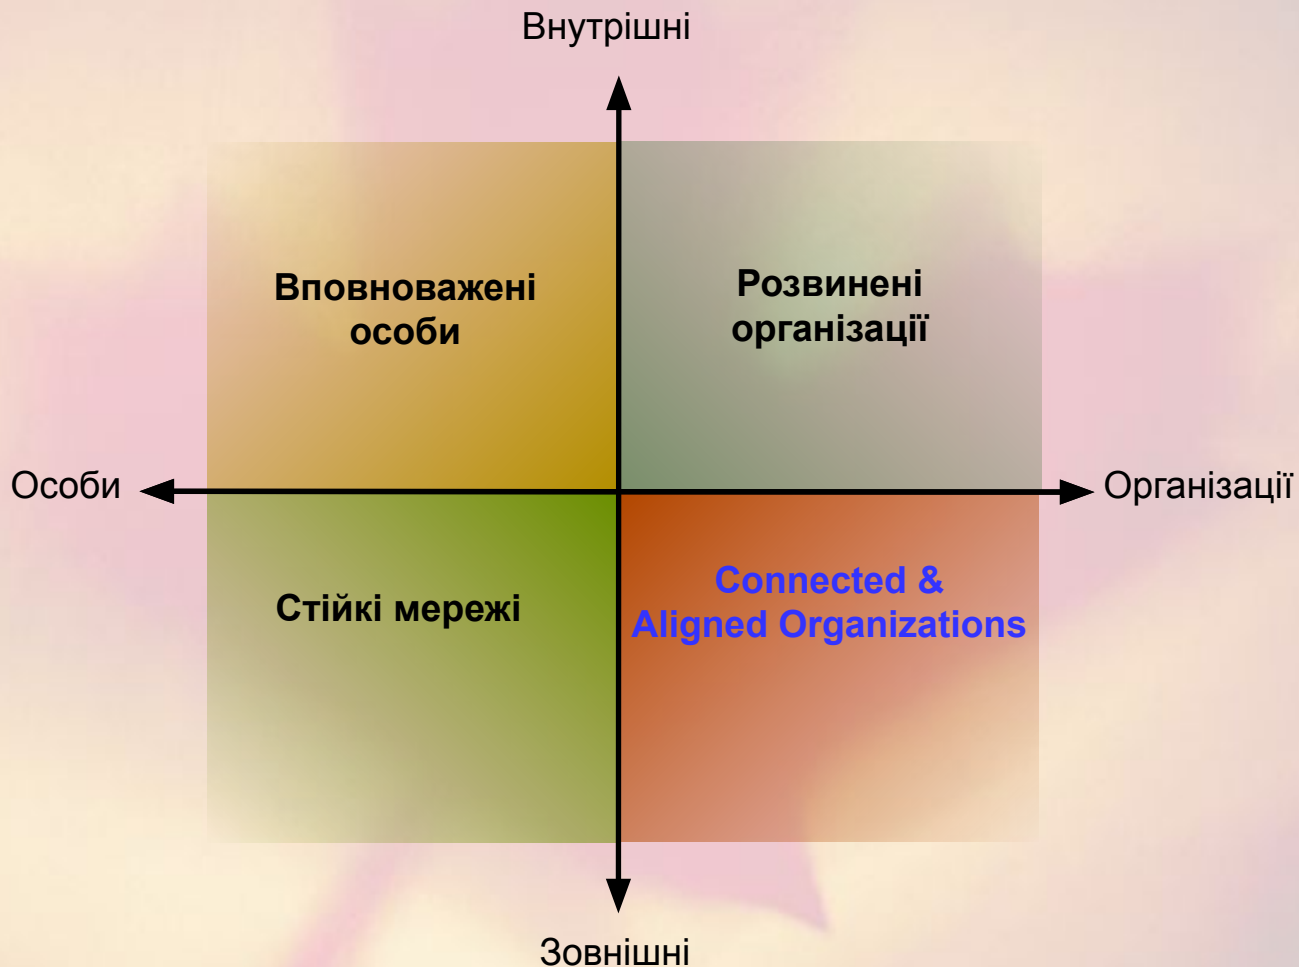 Внутрішні
Вповноважені
особи
Розвинені
організації
Особи
Організації
Стійкі мережі
Connected &
Aligned Organizations
Зовнішні